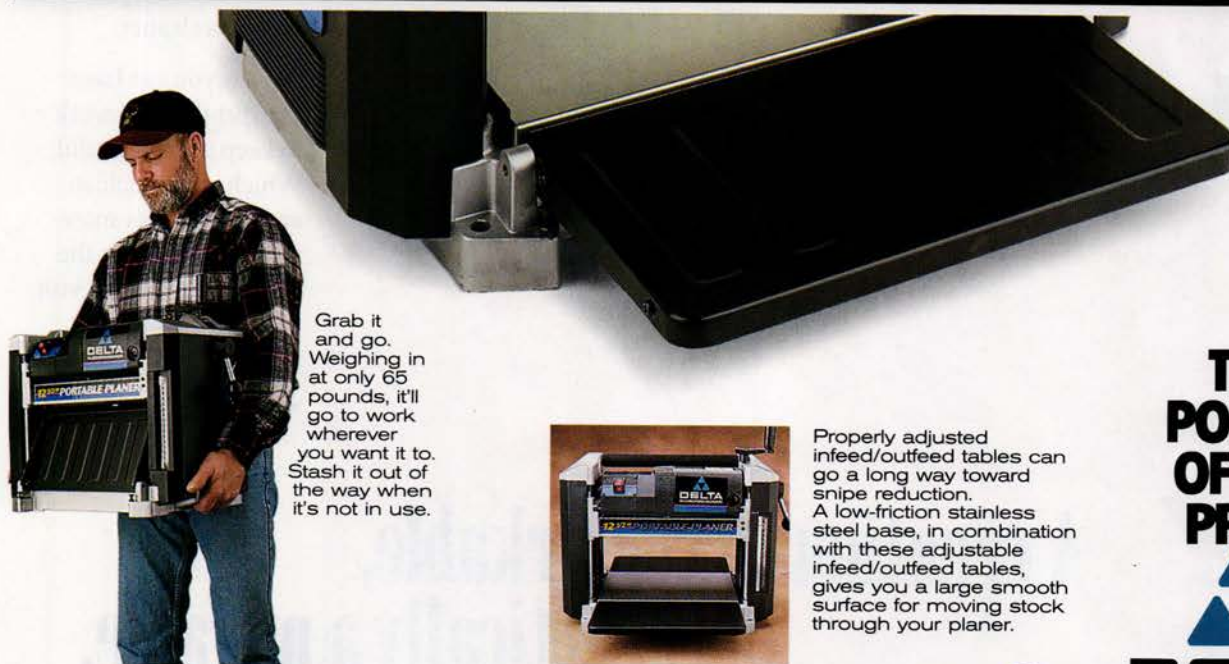 Grab it
and go.
Weighing in
at only 65
pounds, it'll
go to work
wherever
you want it to.
Stash it out of
the way when
it's not in use.
DELTA
PORTABLE PLANER
DELTA
PORTABLE-PLANER
Properly adjusted
infeed/outfeed tables can
go a long way toward
snipe reduction.
A low-friction stainless
steel base, in combination
with these adjustable
infeed/outfeed tables,
gives you a large smooth
surface for moving stock
through your planer.
T
PO
OF
PR